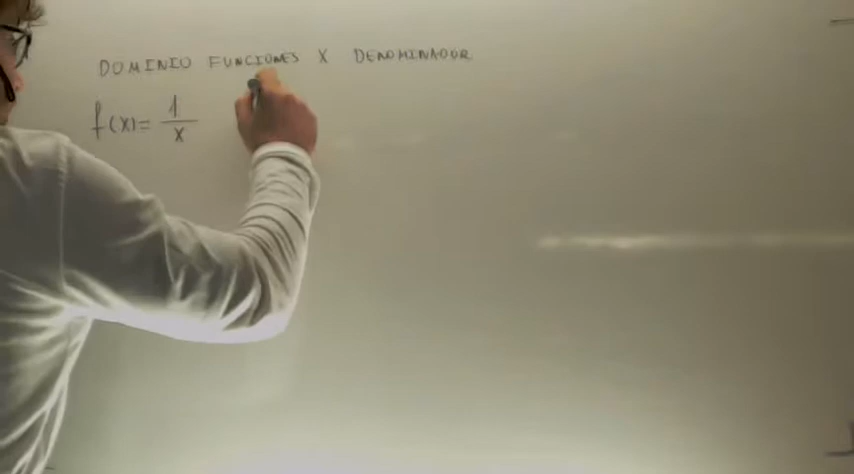 DOMINIO FUNCIONES X DENOMINADOR
f(x)= 1/x